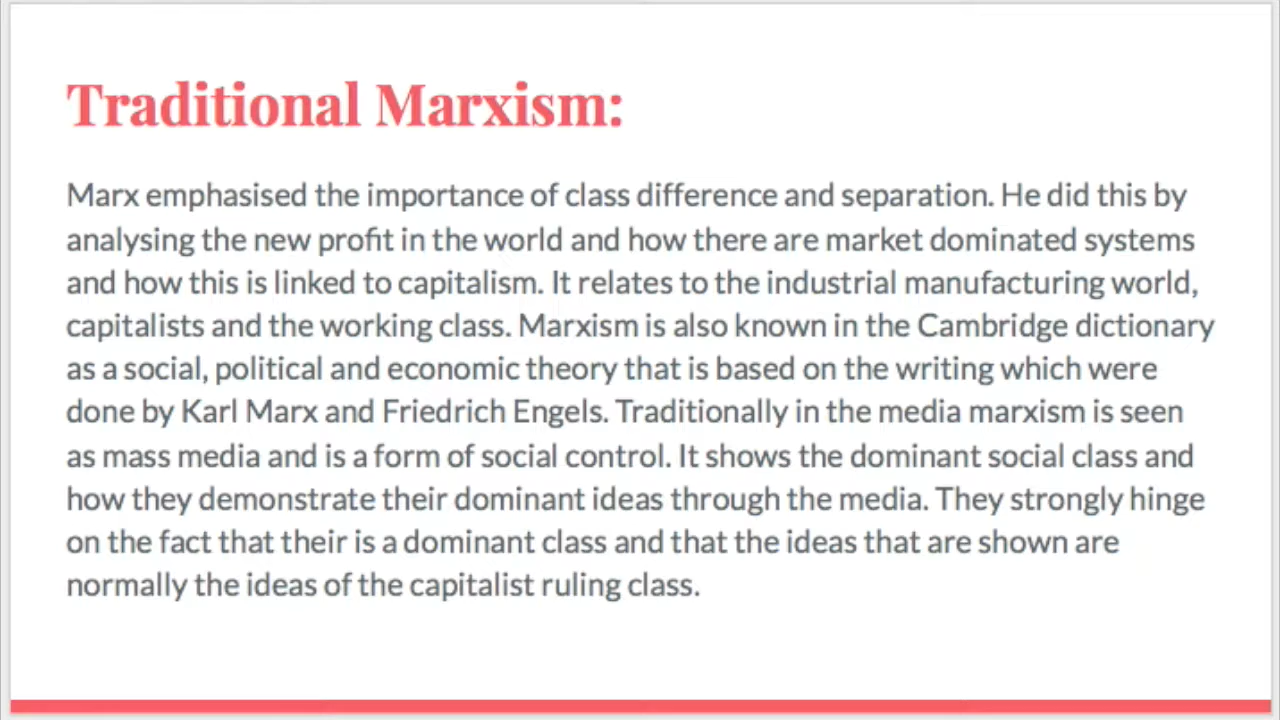 Traditional Marxism:
Marx emphasised the importance of class difference and separation. He did this by
analysing the new profit in the world and how there are market dominated systems
and how this is linked to capitalism. It relates to the industrial manufacturing world,
capitalists and the working class. Marxism is also known in the Cambridge dictionary
as a social, political and economic theory that is based on the writing which were
done by Karl Marx and Friedrich Engels. Traditionally in the media marxism is seen
as mass media and is a form of social control. It shows the dominant social class and
how they demonstrate their dominant ideas through the media. They strongly hinge
on the fact that their is a dominant class and that the ideas that are shown are
normally the ideas of the capitalist ruling class.